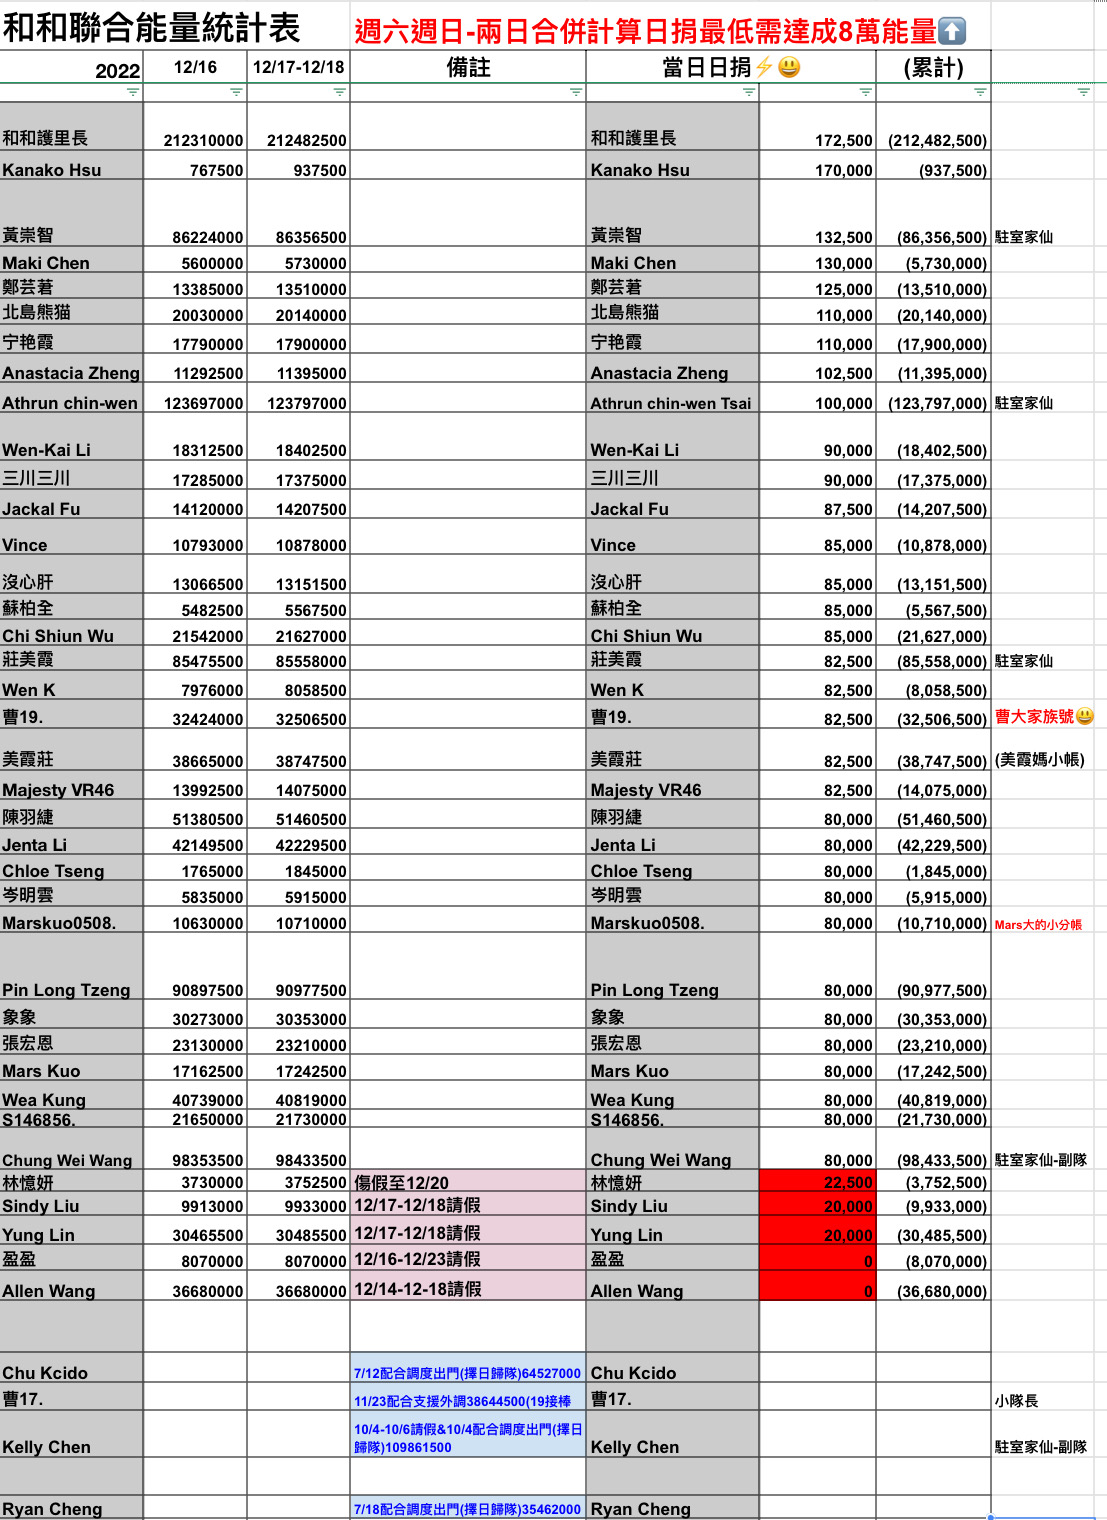 和和聯合能量統計表 週六週日-兩日合併計算日捐最低需達成8萬能量⬆️
2022 12/16 12/17-12/18 備註 當日日捐⚡😃 (累計)
和和護里長 212310000 212482500 和和護里長 172,500 (212,482,500)
Kanako Hsu 767500 937500 Kanako Hsu 170,000 (937,500)
黃崇智 86224000 86356500 黃崇智 132,500 (86,356,500) 駐室家仙
Maki Chen 5600000 5730000 Maki Chen 130,000 (5,730,000)
鄭芸著 13385000 13510000 鄭芸著 125,000 (13,510,000)
北島熊猫 20030000 20140000 北島熊猫 110,000 (20,140,000)
宁艳霞 17790000 17900000 宁艳霞 110,000 (17,900,000)
Anastacia Zheng 11292500 11395000 Anastacia Zheng 102,500 (11,395,000)
Athrun chin-wen 123697000 123797000 Athrun chin-wen Tsai 100,000 (123,797,000) 駐室家仙
Wen-Kai Li 18312500 18402500 Wen-Kai Li 90,000 (18,402,500)
三川三川 17285000 17375000 三川三川 90,000 (17,375,000)
Jackal Fu 14120000 14207500 Jackal Fu 87,500 (14,207,500)
Vince 10793000 10878000 Vince 85,000 (10,878,000)
沒心肝 13066500 13151500 沒心肝 85,000 (13,151,500)
蘇柏全 5482500 5567500 蘇柏全 85,000 (5,567,500)
Chi Shiun Wu 21542000 21627000 Chi Shiun Wu 85,000 (21,627,000)
莊美霞 85475500 85558000 莊美霞 82,500 (85,558,000) 駐室家仙
Wen K 7976000 8058500 Wen K 82,500 (8,058,500)
曹19. 32424000 32506500 曹19. 82,500 (32,506,500) 曹大家族號😃
美霞莊 38665000 38747500 美霞莊 82,500 (38,747,500) (美霞媽小帳)
Majesty VR46 13992500 14075000 Majesty VR46 82,500 (14,075,000)
陳羽緁 51380500 51460500 陳羽緁 80,000 (51,460,500)
Jenta Li 42149500 42229500 Jenta Li 80,000 (42,229,500)
Chloe Tseng 1765000 1845000 Chloe Tseng 80,000 (1,845,000)
岑明雲 5835000 5915000 岑明雲 80,000 (5,915,000)
Marskuo0508. 10630000 10710000 Marskuo0508. 80,000 (10,710,000) Mars大的小分帳
Pin Long Tzeng 90897500 90977500 Pin Long Tzeng 80,000 (90,977,500)
象象 30273000 30353000 象象 80,000 (30,353,000)
張宏恩 23130000 23210000 張宏恩 80,000 (23,210,000)
Mars Kuo 17162500 17242500 Mars Kuo 80,000 (17,242,500)
Wea Kung 40739000 40819000 Wea Kung 80,000 (40,819,000)
S146856. 21650000 21730000 S146856. 80,000 (21,730,000)
Chung Wei Wang 98353500 98433500 Chung Wei Wang 80,000 (98,433,500) 駐室家仙-副隊
林憶妍 3730000 3752500 傷假至12/20 林憶妍 22,500 (3,752,500)
Sindy Liu 9913000 9933000 12/17-12/18請假 Sindy Liu 20,000 (9,933,000)
Yung Lin 30465500 30485500 12/17-12/18請假 Yung Lin 20,000 (30,485,500)
盈盈 8070000 8070000 12/16-12/23請假 盈盈 0 (8,070,000)
Allen Wang 36680000 36680000 12/14-12-18請假 Allen Wang 0 (36,680,000)
Chu Kcido 7/12配合調度出門(擇日歸隊)64527000 Chu Kcido
曹17. 11/23配合支援外調38644500(19接棒 曹17. 小隊長
10/4-10/6請假&10/4配合調度出門(擇日
Kelly Chen 歸隊)109861500 Kelly Chen 駐室家仙-副隊
Ryan Cheng 7/18配合調度出門(擇日歸隊)35462000 Ryan Cheng